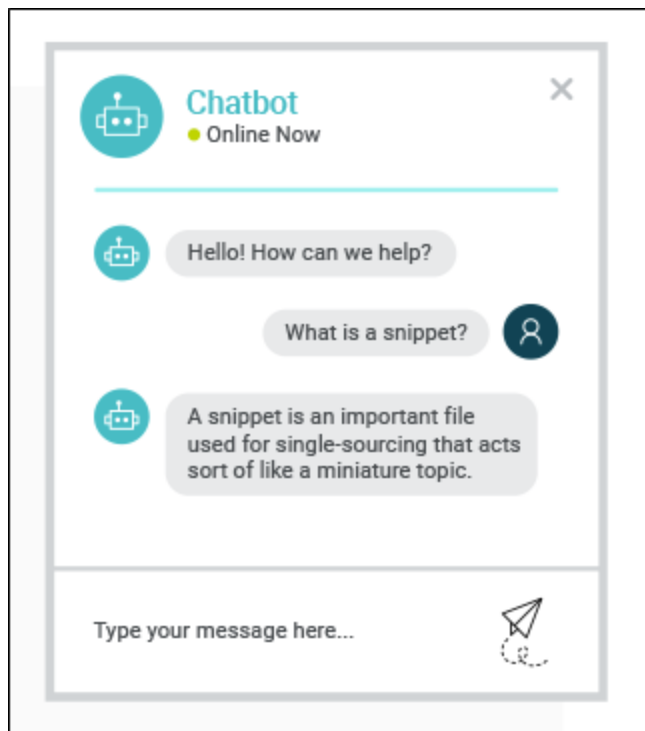 Chatbot
Online Now
Hello! How can we help?
What is a snippet?
A snippet is an important file
used for single-sourcing that acts
sort of like a miniature topic.
Type your message here...